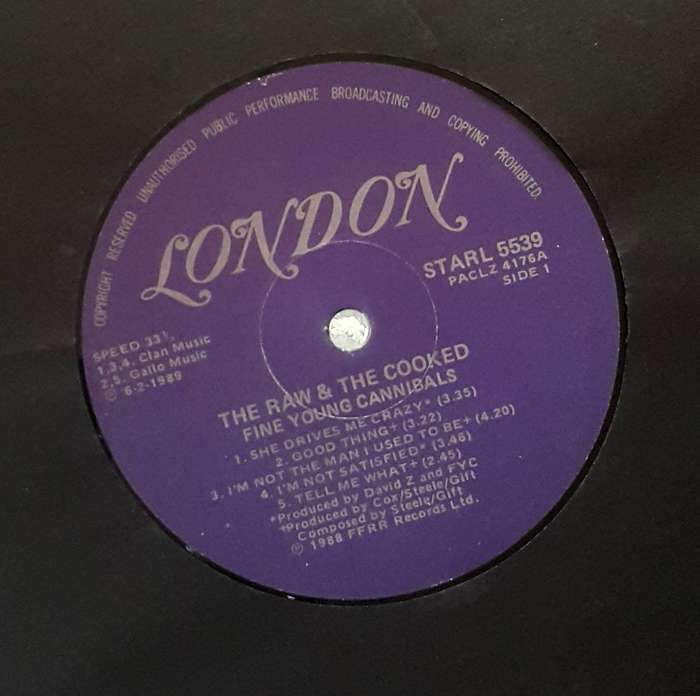 COPYRIGHT RESERVED UNAUTHORISED PUBLIC PERFORMANCE BROADCASTING AND COPYING PROHIBITED.
LONDON
STARL 5539
PACLZ 4176A
SIDE 1
SPEED 33⅓
1,3,4. Clan Music
2,5. Gallo Music
© 6-2-1989
THE RAW & THE COOKED
FINE YOUNG CANNIBALS
1. SHE DRIVES ME CRAZY* (3.35)
2. GOOD THING+ (3.22)
3. I'M NOT THE MAN I USED TO BE+ (4.20)
4. I'M NOT SATISFIED* (3.46)
5. TELL ME WHAT+ (2.45)
*Produced by David Z and FYC
+Produced by Cox/Steele/Gift
Composed by Steele/Gift
℗ 1988 FFRR Records Ltd.